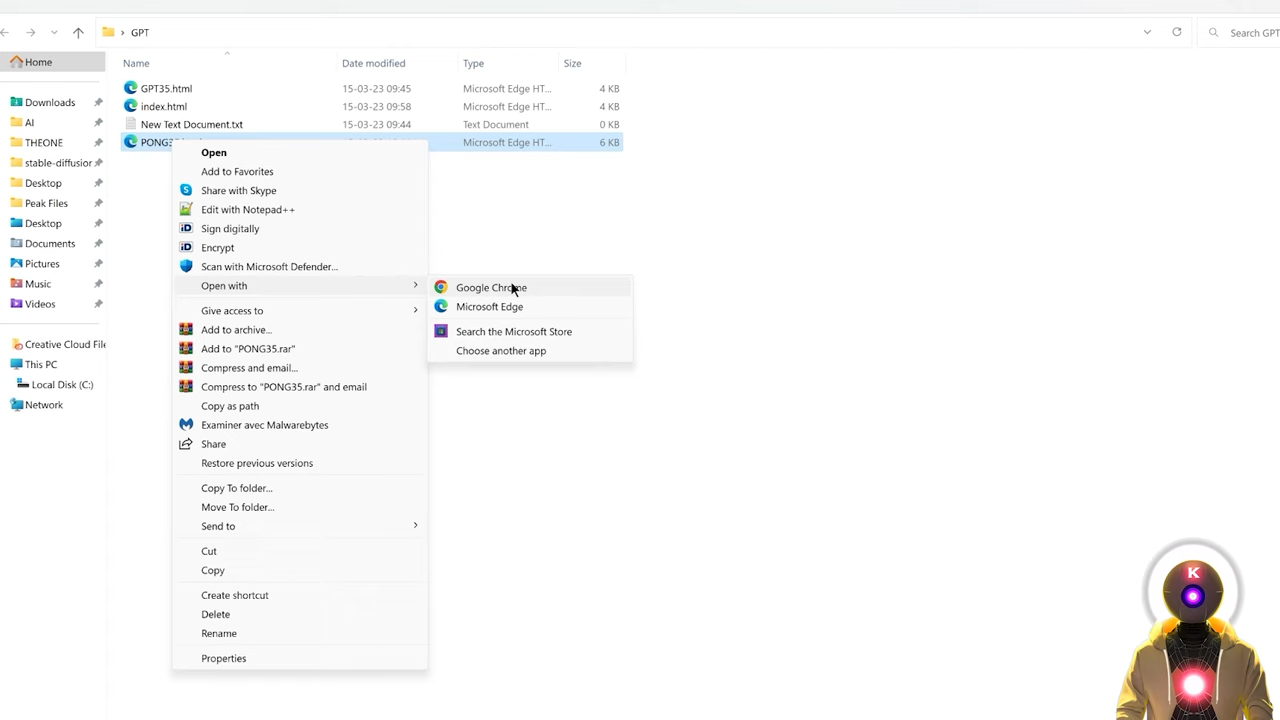 GPT
Search GPT
Home
Name Date modified Type Size
Downloads
AI
THEONE
stable-diffusion
Desktop
Peak Files
Desktop
Documents
Pictures
Music
Videos
Creative Cloud File
This PC
Local Disk (C:)
Network
GPT35.html 15-03-23 09:45 Microsoft Edge HT... 4 KB
index.html 15-03-23 09:58 Microsoft Edge HT... 4 KB
New Text Document.txt 15-03-23 09:44 Text Document 0 KB
PONG3 Microsoft Edge HT... 6 KB
Open
Add to Favorites
Share with Skype
Edit with Notepad++
Sign digitally
Encrypt
Scan with Microsoft Defender...
Open with
Give access to
Add to archive...
Add to "PONG35.rar"
Compress and email...
Compress to "PONG35.rar" and email
Copy as path
Examiner avec Malwarebytes
Share
Restore previous versions
Copy To folder...
Move To folder...
Send to
Cut
Copy
Create shortcut
Delete
Rename
Properties
Google Chrome
Microsoft Edge
Search the Microsoft Store
Choose another app
K